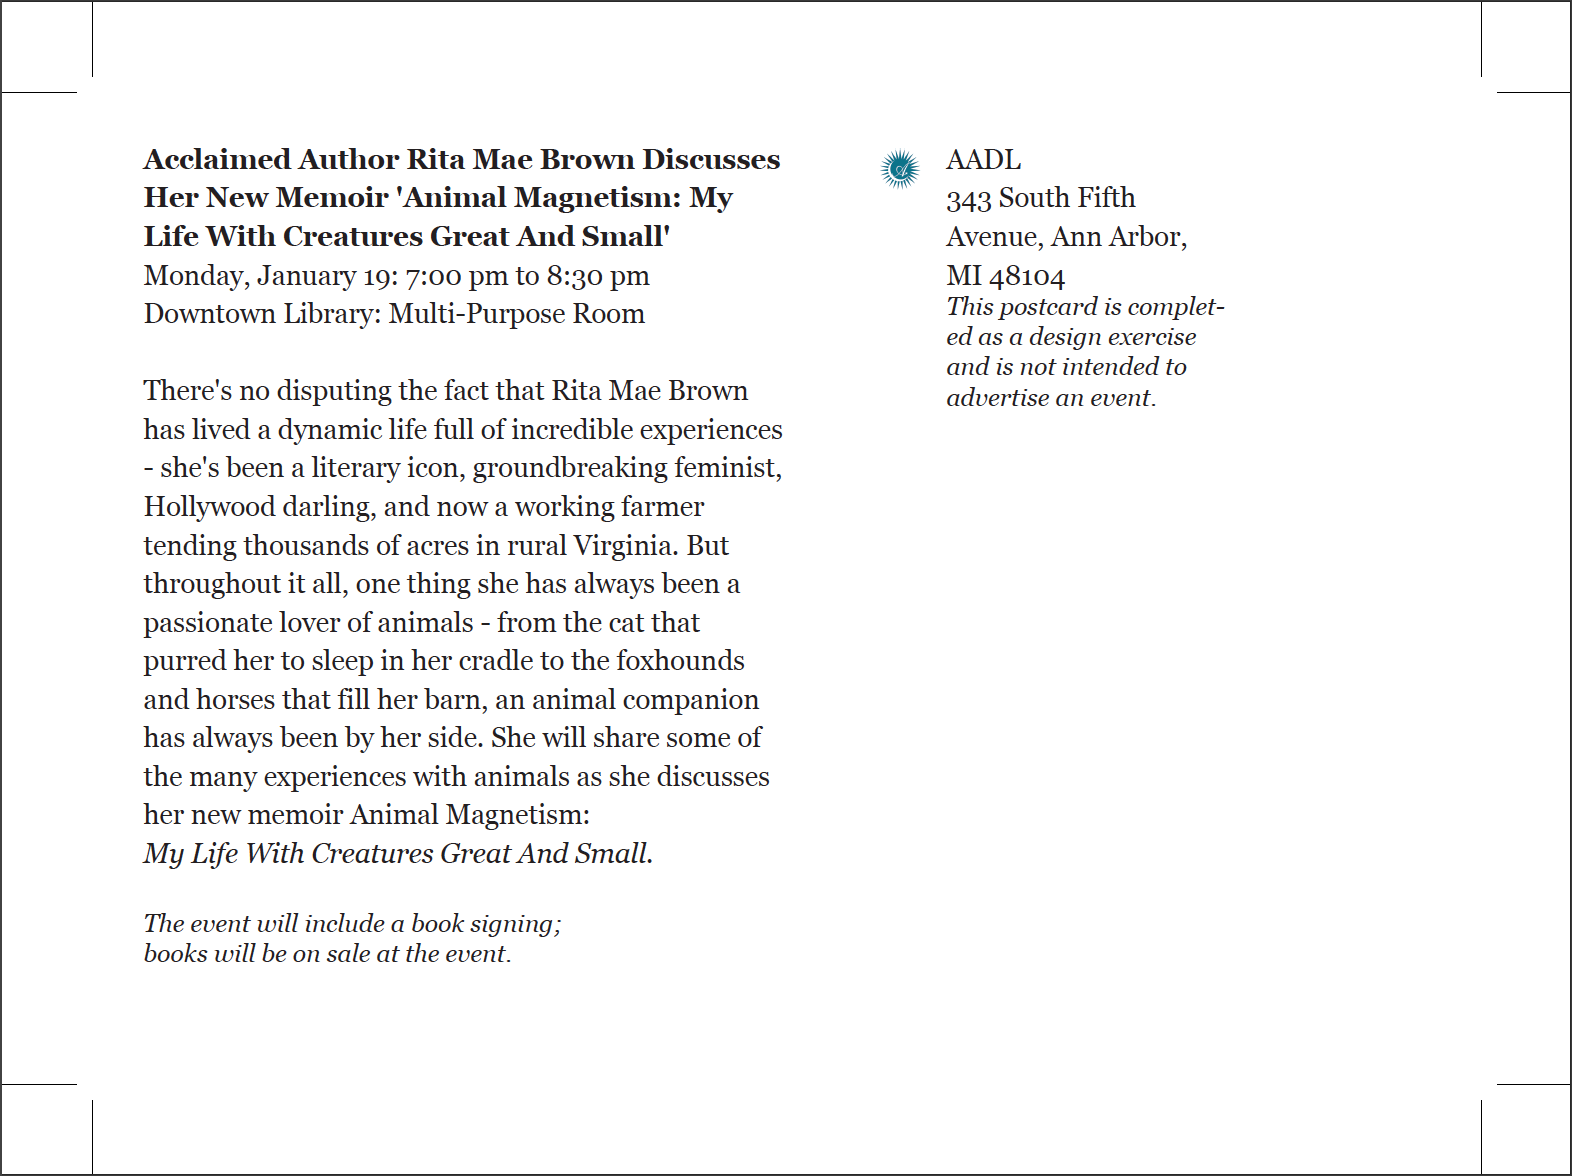 Acclaimed Author Rita Mae Brown Discusses
Her New Memoir 'Animal Magnetism: My
Life With Creatures Great And Small'
Monday, January 19: 7:00 pm to 8:30 pm
Downtown Library: Multi-Purpose Room
There's no disputing the fact that Rita Mae Brown
has lived a dynamic life full of incredible experiences
- she's been a literary icon, groundbreaking feminist,
Hollywood darling, and now a working farmer
tending thousands of acres in rural Virginia. But
throughout it all, one thing she has always been a
passionate lover of animals - from the cat that
purred her to sleep in her cradle to the foxhounds
and horses that fill her barn, an animal companion
has always been by her side. She will share some of
the many experiences with animals as she discusses
her new memoir Animal Magnetism:
My Life With Creatures Great And Small.
The event will include a book signing;
books will be on sale at the event.
A
AADL
343 South Fifth
Avenue, Ann Arbor,
MI 48104
This postcard is complet-
ed as a design exercise
and is not intended to
advertise an event.